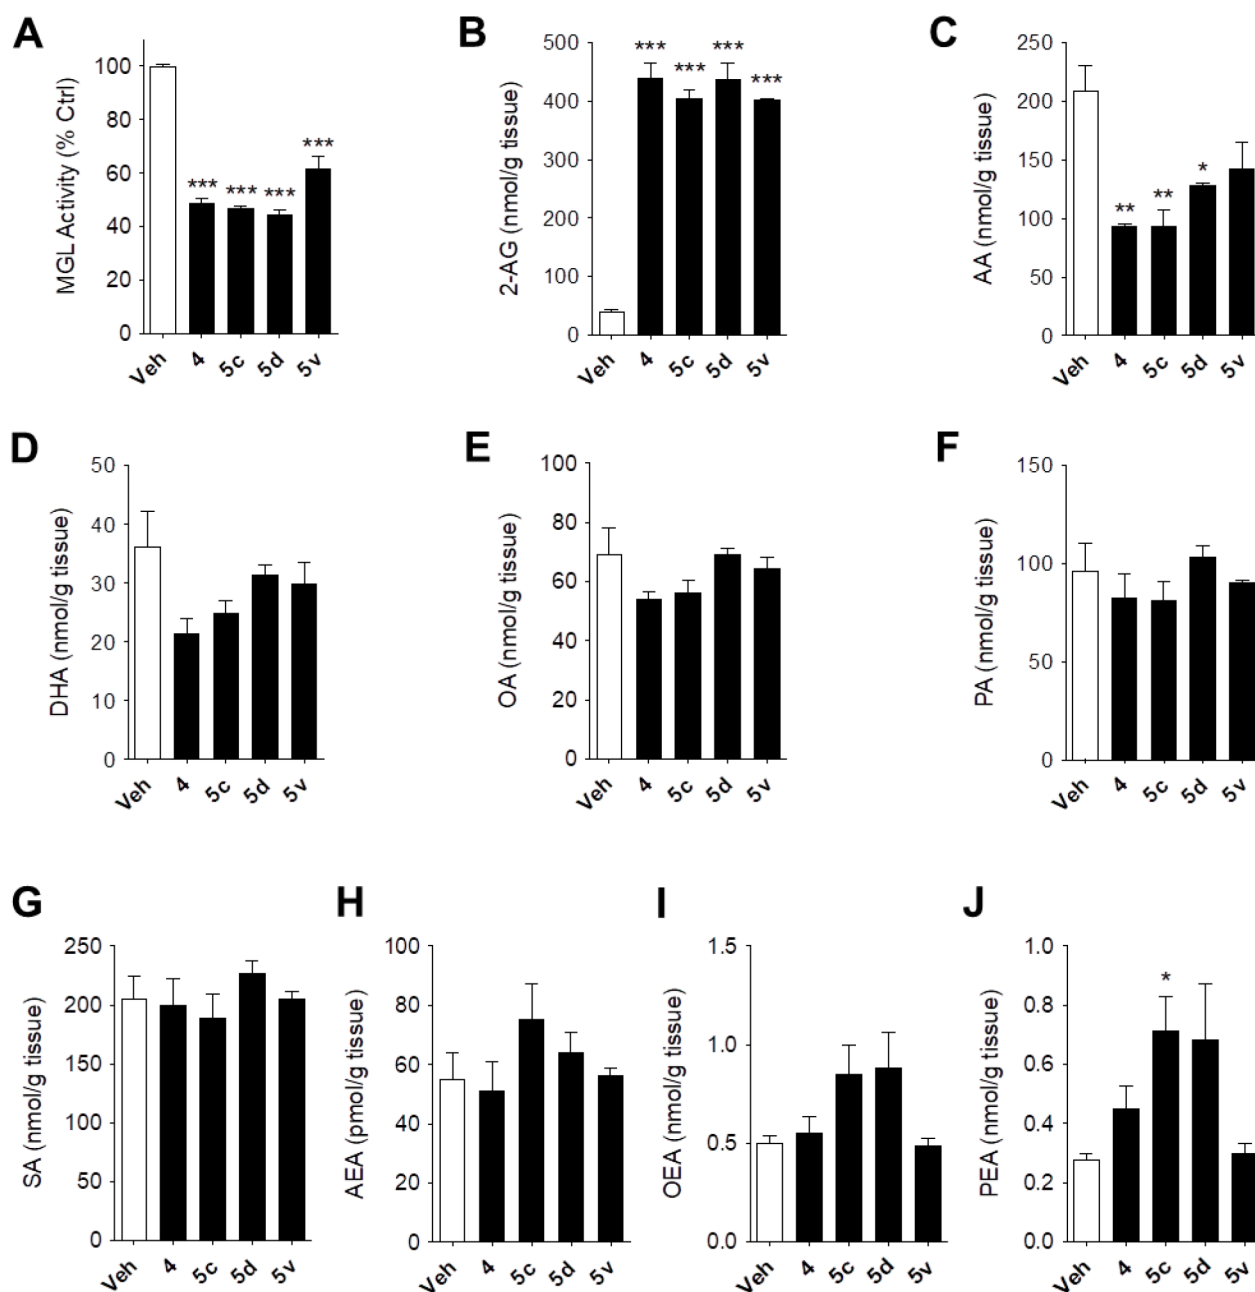 A
MGL Activity (% Ctrl)
100
80
60
40
20
0
***
***
***
***
Veh
4
5c
5d
5v
B
2-AG (nmol/g tissue)
500
400
300
200
100
0
***
***
***
***
Veh
4
5c
5d
5v
C
AA (nmol/g tissue)
250
200
150
100
50
0
**
**
*
Veh
4
5c
5d
5v
D
DHA (nmol/g tissue)
50
40
30
20
10
0
Veh
4
5c
5d
5v
E
OA (nmol/g tissue)
100
80
60
40
20
0
Veh
4
5c
5d
5v
F
PA (nmol/g tissue)
150
100
50
0
Veh
4
5c
5d
5v
G
SA (nmol/g tissue)
250
200
150
100
50
0
Veh
4
5c
5d
5v
H
AEA (pmol/g tissue)
100
80
60
40
20
0
Veh
4
5c
5d
5v
I
OEA (nmol/g tissue)
1.5
1.0
0.5
0.0
Veh
4
5c
5d
5v
J
PEA (nmol/g tissue)
1.0
0.8
0.6
0.4
0.2
0.0
*
Veh
4
5c
5d
5v